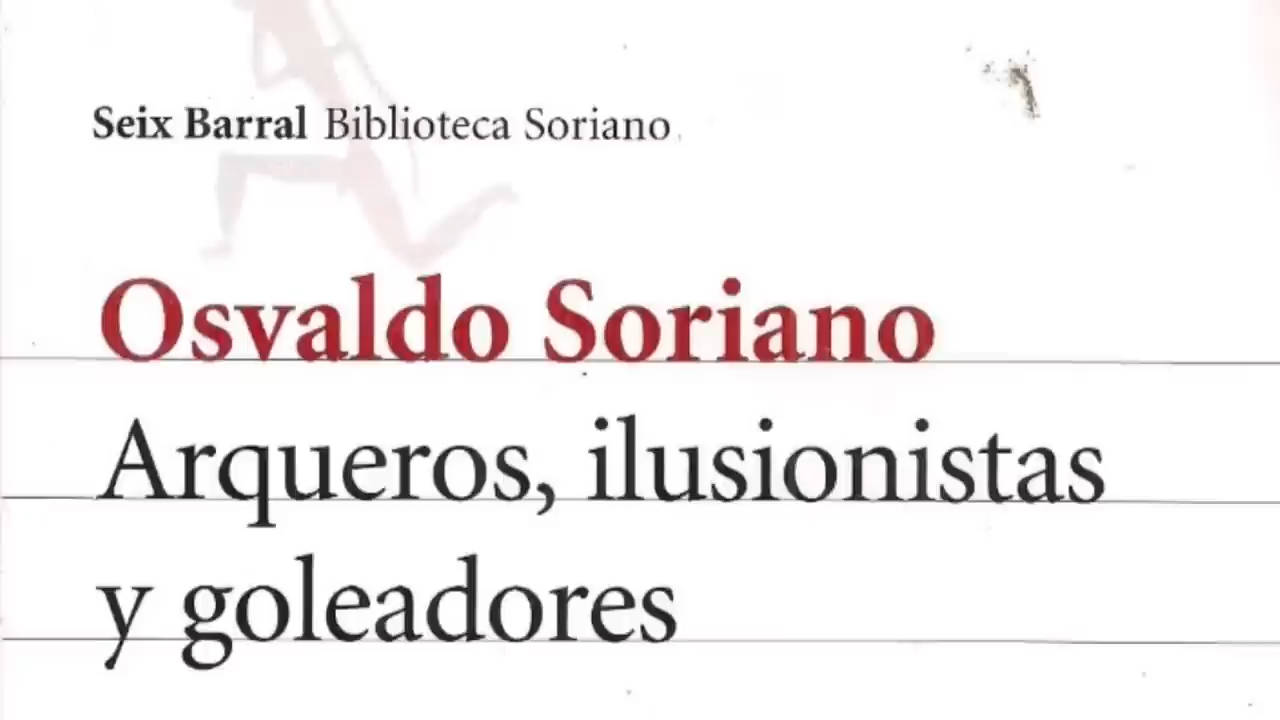 Seix Barral Biblioteca Soriano
Osvaldo Soriano
Arqueros, ilusionistas
y goleadores